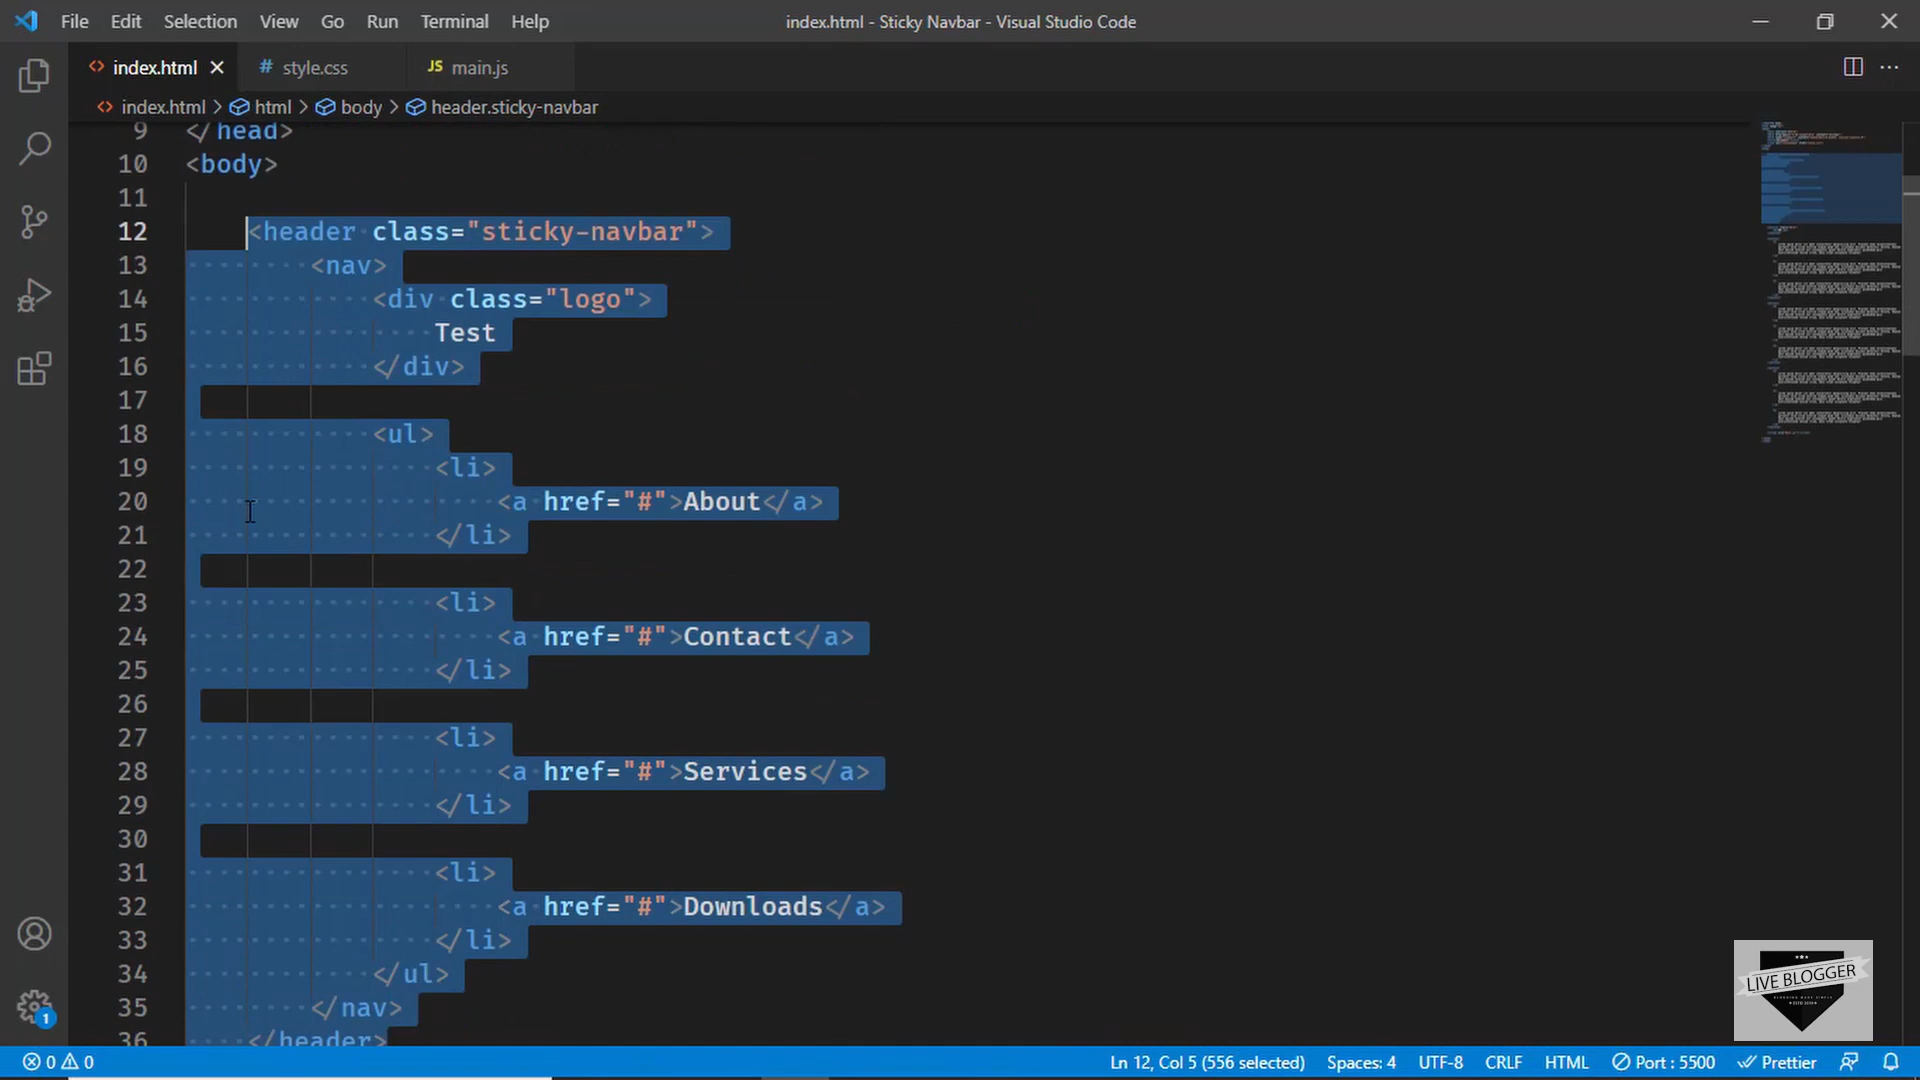 File Edit Selection View Go Run Terminal Help index.html - Sticky Navbar - Visual Studio Code
index.html style.css JS main.js
index.html > html > body > header.sticky-navbar
9 </head>
10 <body>
11
12 <header class="sticky-navbar">
13 <nav>
14 <div class="logo">
15 Test
16 </div>
17
18 <ul>
19 <li>
20 <a href="#">About</a>
21 </li>
22
23 <li>
24 <a href="#">Contact</a>
25 </li>
26
27 <li>
28 <a href="#">Services</a>
29 </li>
30
31 <li>
32 <a href="#">Downloads</a>
33 </li>
34 </ul>
35 </nav>
36 </header>
LIVE BLOGGER
1
0 0 Ln 12, Col 5 (556 selected) Spaces: 4 UTF-8 CRLF HTML Port : 5500 Prettier